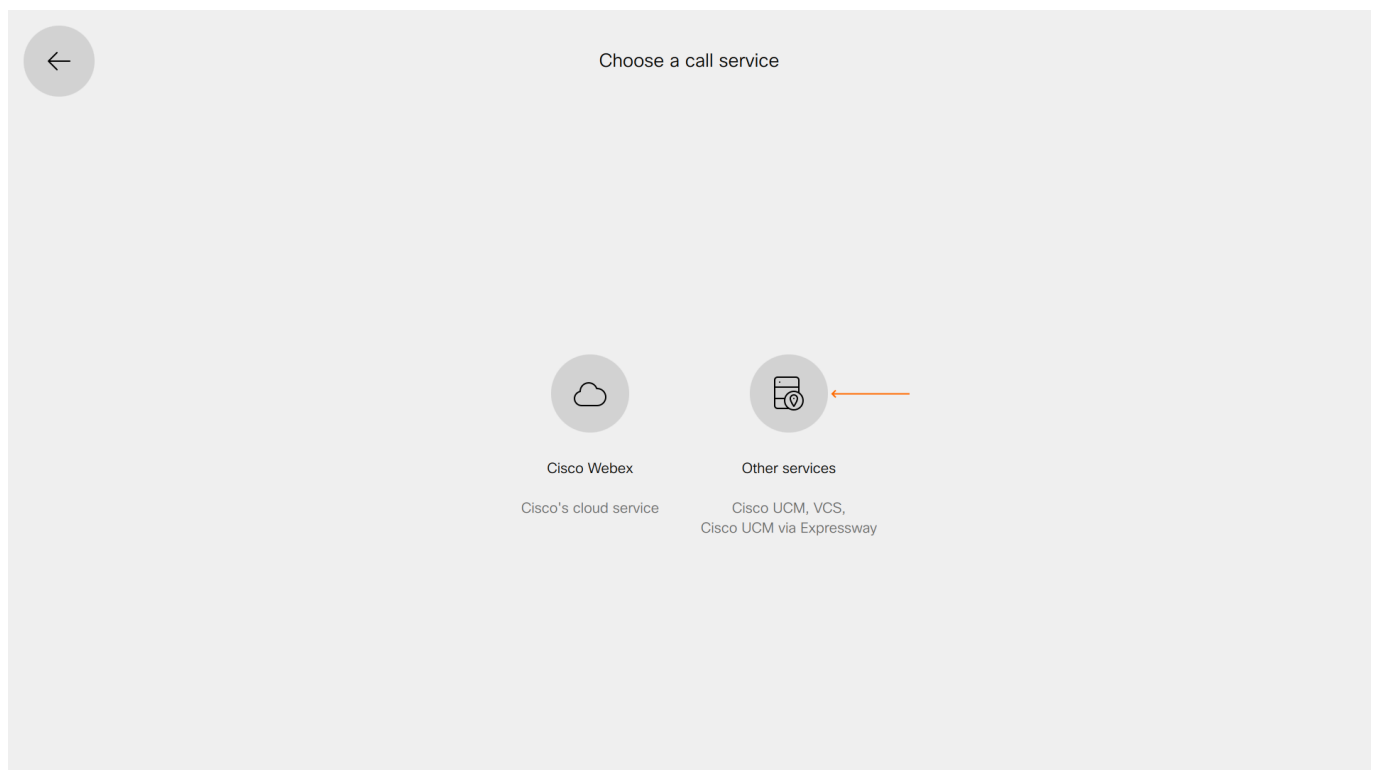 Choose a call service
Cisco Webex
Cisco's cloud service
Other services
Cisco UCM, VCS,
Cisco UCM via Expressway